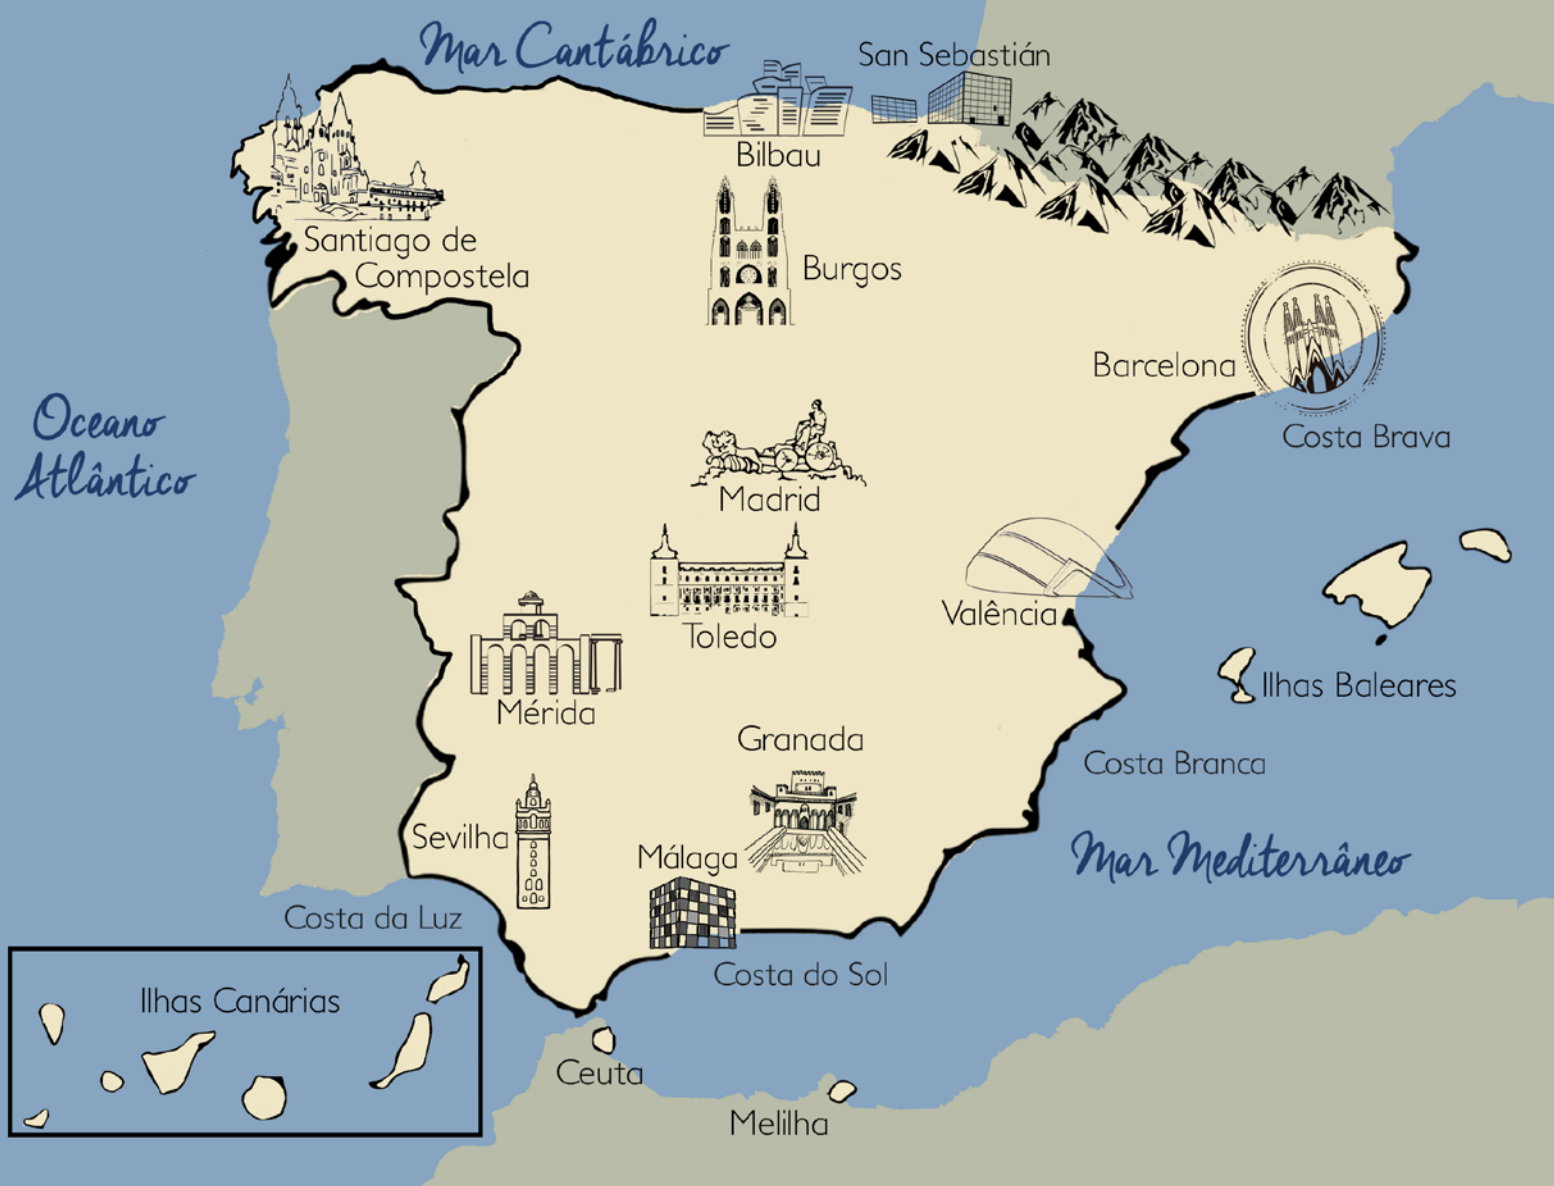 Mar Cantábrico
San Sebastián
Bilbau
Santiago de
Compostela
Burgos
Barcelona
Oceano
Atlântico
Costa Brava
Madrid
Valência
Toledo
Ilhas Baleares
Mérida
Granada
Costa Branca
Sevilha
Málaga
Mar Mediterrâneo
Costa da Luz
Costa do Sol
Ilhas Canárias
Ceuta
Melilha